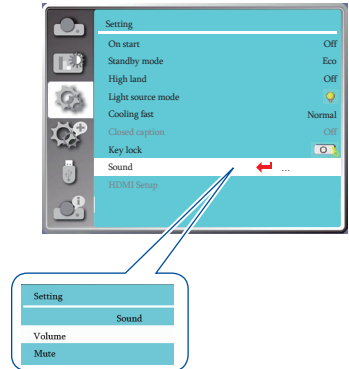 Setting
On start Off
Standby mode Eco
High land Off
Light source mode
Cooling fast Normal
Closed caption Off
Key lock
Sound ...
HDMI Setup
Setting
Sound
Volume
Mute